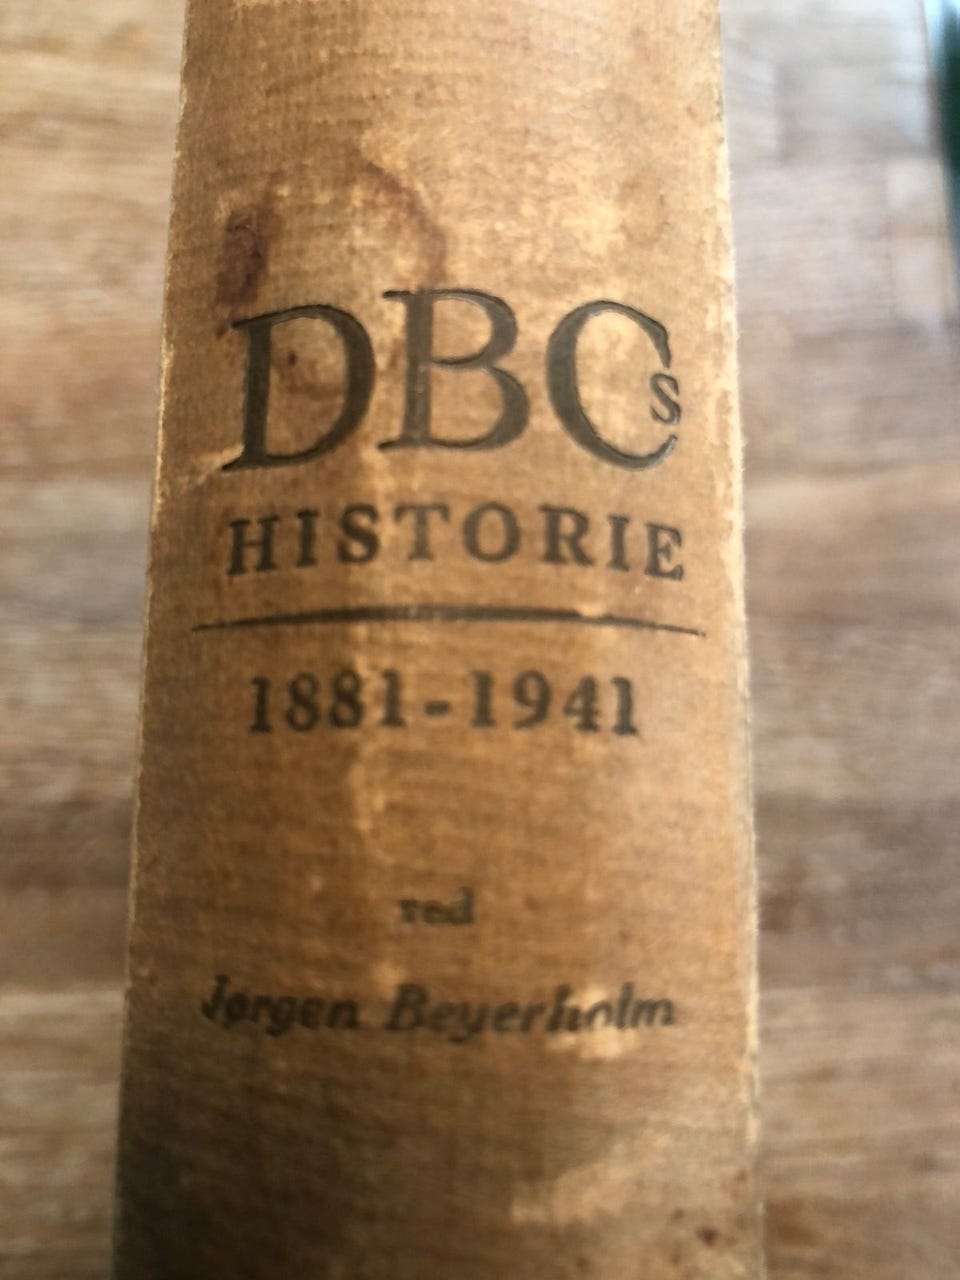 DBCs
HISTORIE
1881-1941
ved
Jørgen Beyerholm